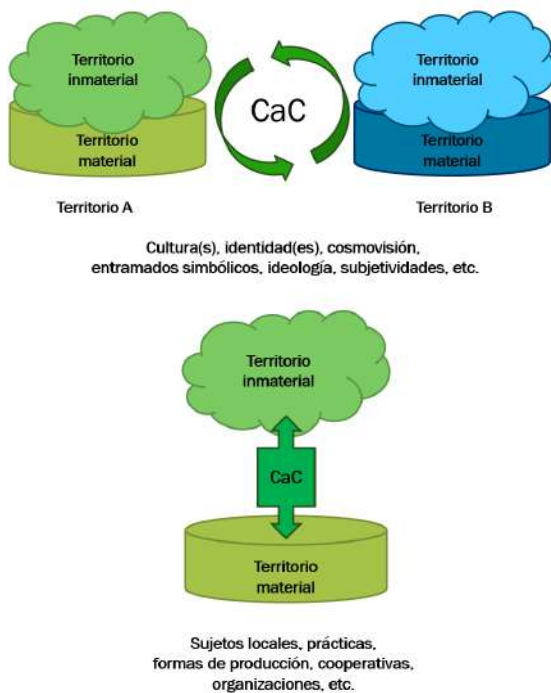 Territorio
inmaterial
Territorio
material
CaC
Territorio
inmaterial
Territorio
material
Territorio A
Territorio B
Cultura(s), identidad(es), cosmovisión,
entramados simbólicos, ideología, subjetividades, etc.
Territorio
inmaterial
CaC
Territorio
material
Sujetos locales, prácticas,
formas de producción, cooperativas,
organizaciones, etc.